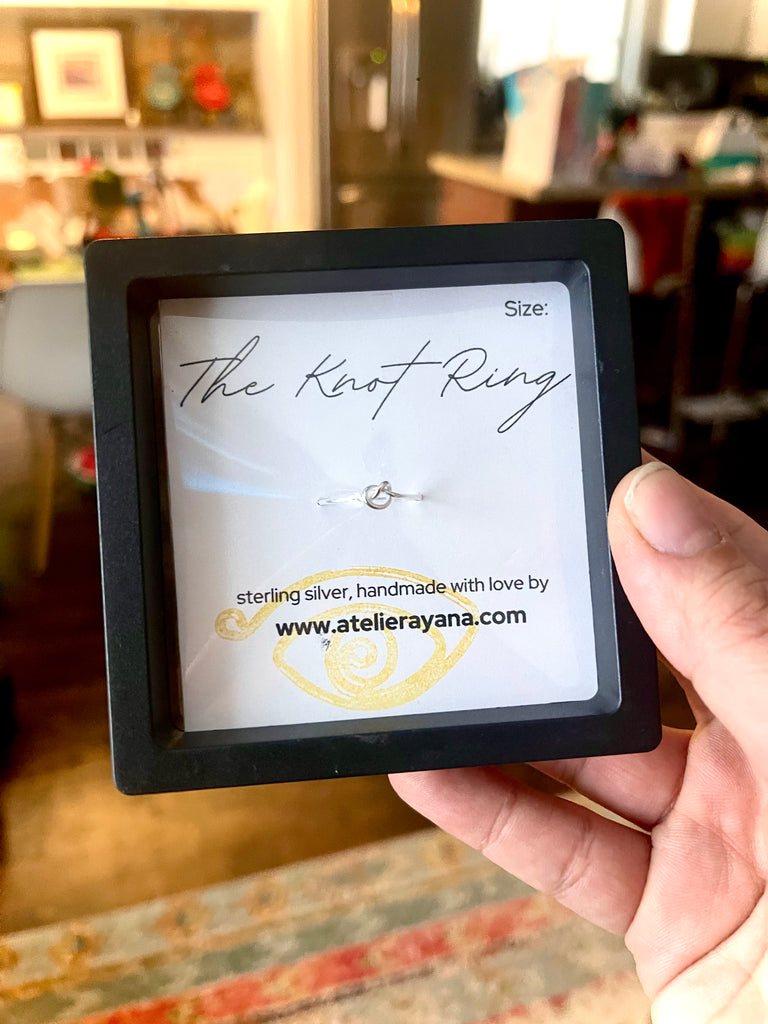 Size:
The Knot Ring
sterling silver, handmade with love by
www.atelierayana.com